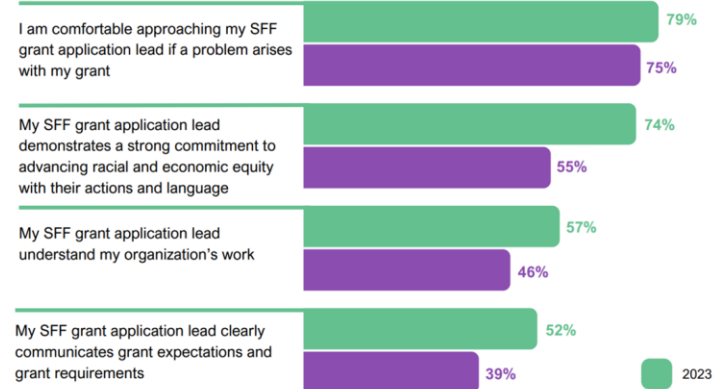 I am comfortable approaching my SFF
grant application lead if a problem arises
with my grant
79%
75%
My SFF grant application lead
demonstrates a strong commitment to
advancing racial and economic equity
with their actions and language
74%
55%
My SFF grant application lead
understand my organization's work
57%
46%
My SFF grant application lead clearly
communicates grant expectations and
grant requirements
52%
39%
2023